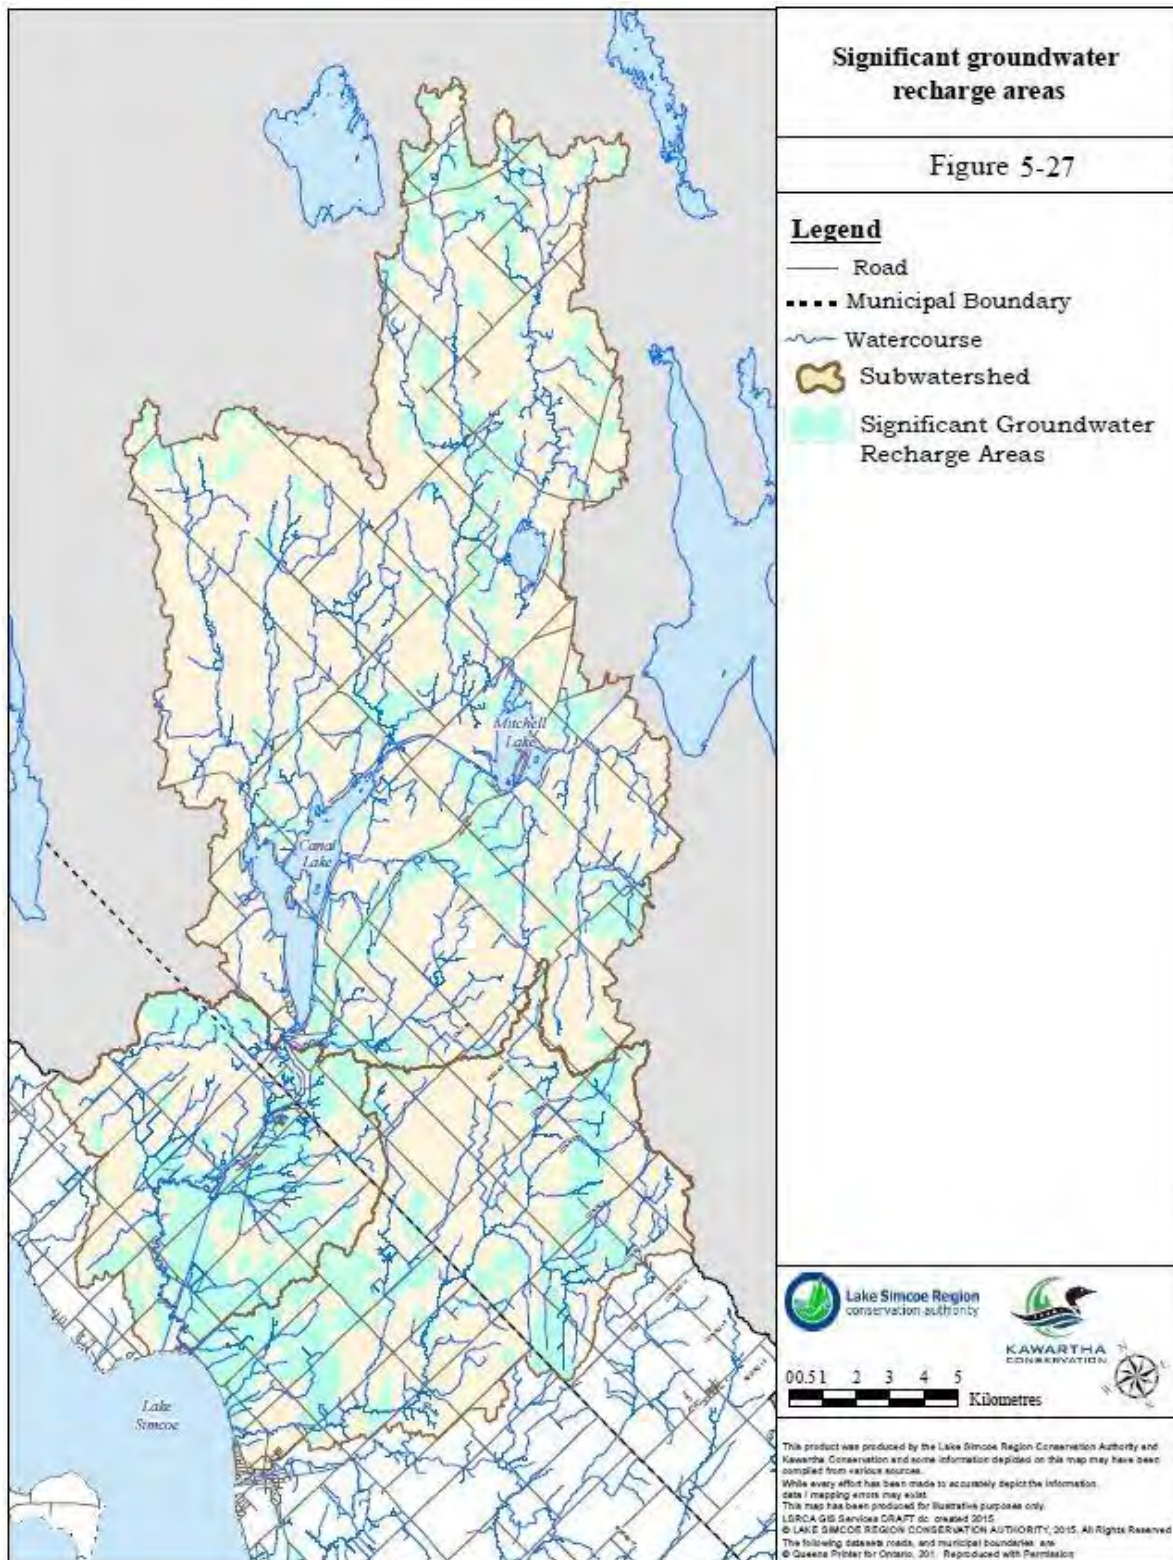 Significant groundwater
recharge areas
Figure 5-27
Legend
Road
Municipal Boundary
Watercourse
Subwatershed
Significant Groundwater
Recharge Areas
Mitchell
Lake
Canal
Lake
Lake
Simcoe
Lake Simcoe Region
conservation authority
KAWARTHA
CONSERVATION
0 0.5 1 2 3 4 5
Kilometres
This product was produced by the Lake Simcoe Region Conservation Authority and
Kawartha Conservation and some information depicted on this map may have been
compiled from various sources.
While every effort has been made to accurately depict the information,
data / mapping errors may exist.
This map has been produced for illustrative purposes only.
LSRCA GIS Services DRAFT dc. created 2015
© LAKE SIMCOE REGION CONSERVATION AUTHORITY, 2015. All Rights Reserved
The following datasets roads, and municipal boundaries are
© Queens Printer for Ontario, 201. Reproduced with Permission